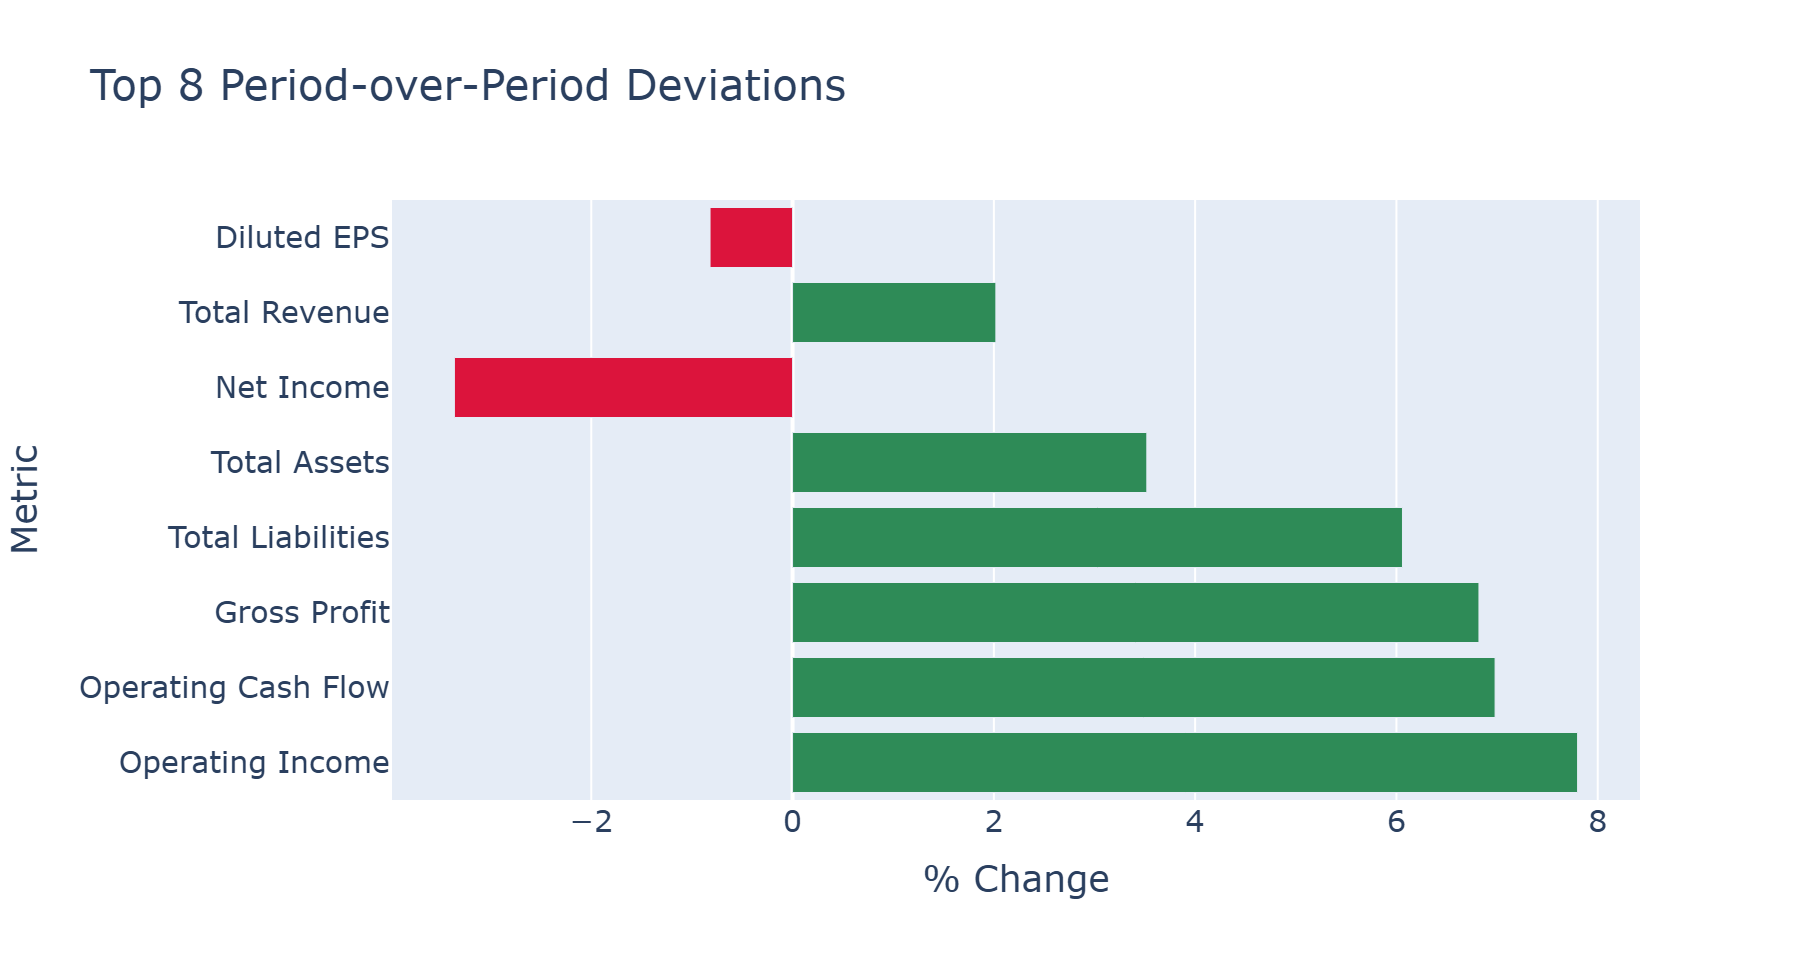 Top 8 Period-over-Period Deviations
Metric
Diluted EPS
Total Revenue
Net Income
Total Assets
Total Liabilities
Gross Profit
Operating Cash Flow
Operating Income
−2 0 2 4 6 8
% Change